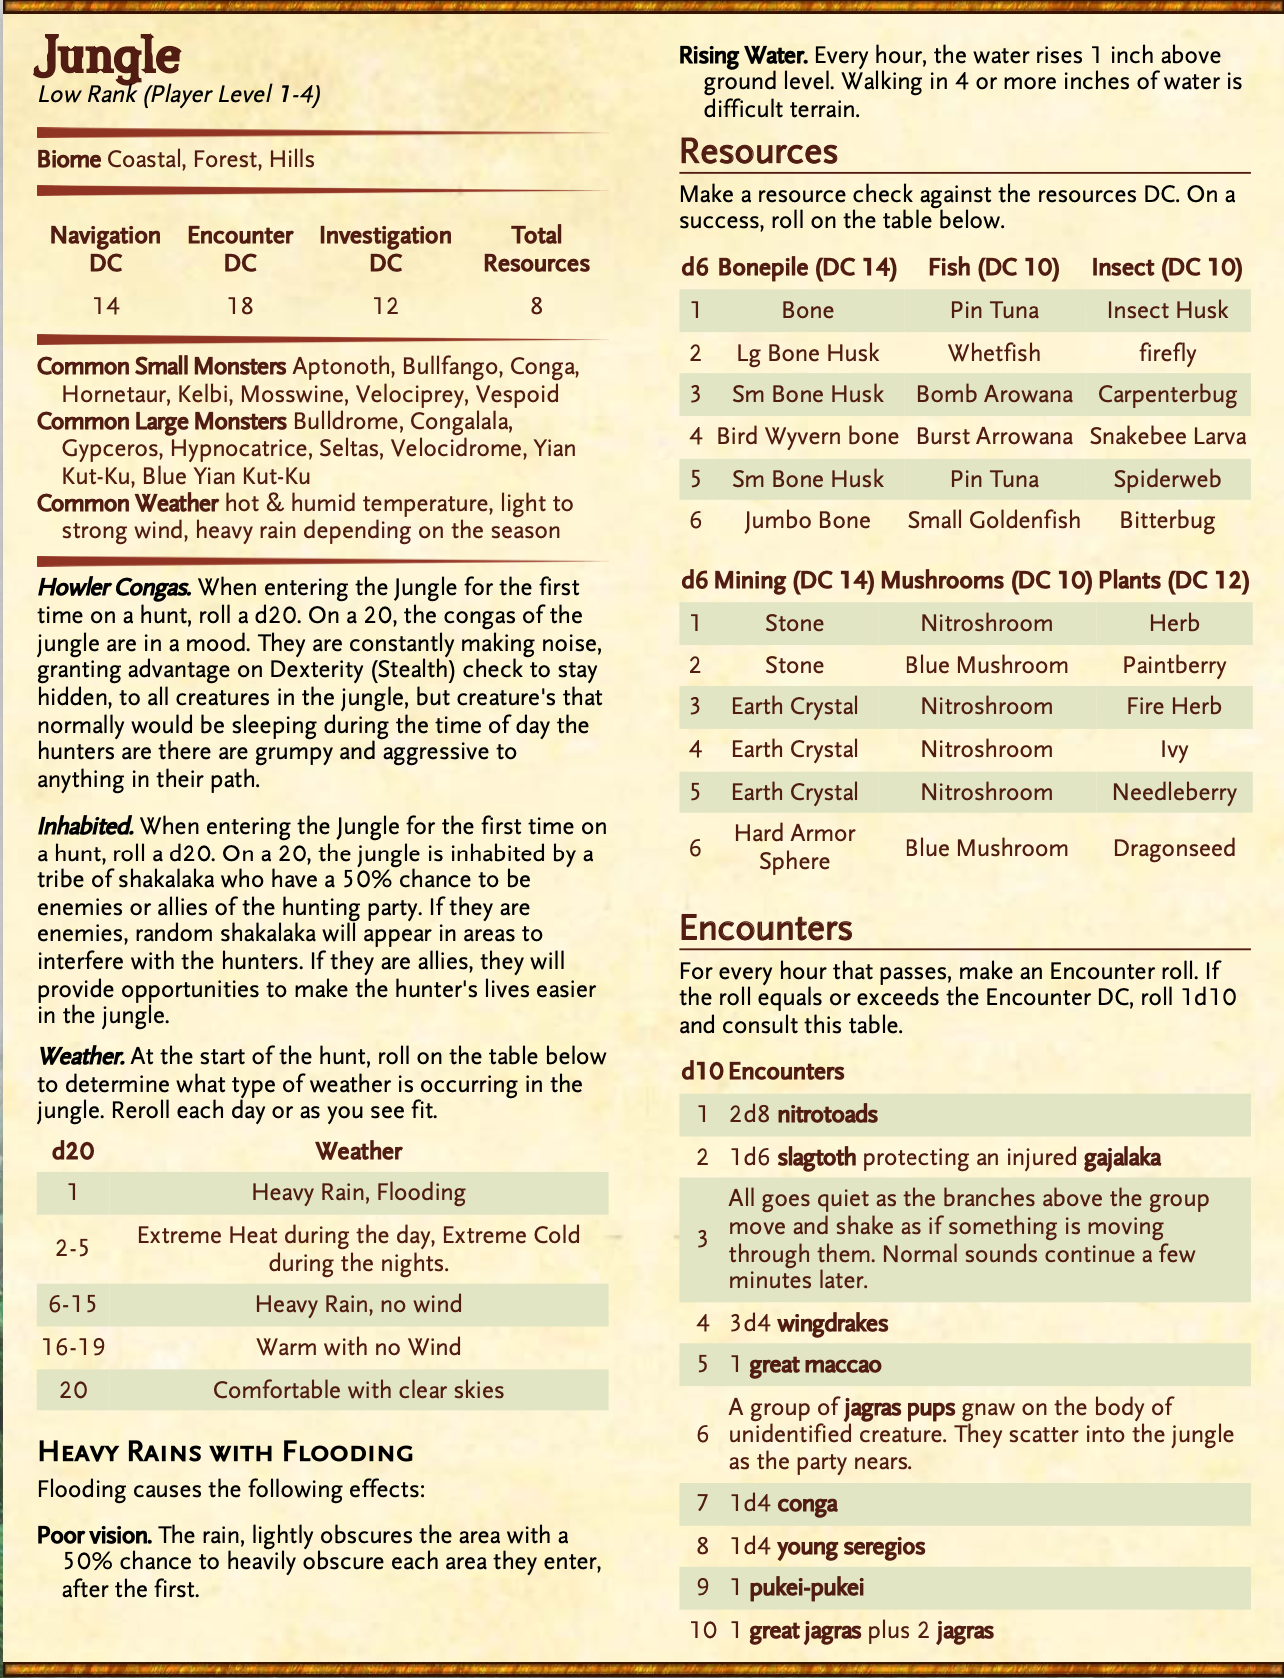 Jungle
Low Rank (Player Level 1-4)
Biome Coastal, Forest, Hills
Navigation DC Encounter DC Investigation DC Total Resources
14 18 12 8
Common Small Monsters Aptonoth, Bullfango, Conga,
Hornetaur, Kelbi, Mosswine, Velociprey, Vespoid
Common Large Monsters Bulldrome, Congalala,
Gypceros, Hypnocatrice, Seltas, Velocidrome, Yian
Kut-Ku, Blue Yian Kut-Ku
Common Weather hot & humid temperature, light to
strong wind, heavy rain depending on the season
Howler Congas. When entering the Jungle for the first
time on a hunt, roll a d20. On a 20, the congas of the
jungle are in a mood. They are constantly making noise,
granting advantage on Dexterity (Stealth) check to stay
hidden, to all creatures in the jungle, but creature's that
normally would be sleeping during the time of day the
hunters are there are grumpy and aggressive to
anything in their path.
Inhabited. When entering the Jungle for the first time on
a hunt, roll a d20. On a 20, the jungle is inhabited by a
tribe of shakalaka who have a 50% chance to be
enemies or allies of the hunting party. If they are
enemies, random shakalaka will appear in areas to
interfere with the hunters. If they are allies, they will
provide opportunities to make the hunter's lives easier
in the jungle.
Weather. At the start of the hunt, roll on the table below
to determine what type of weather is occurring in the
jungle. Reroll each day or as you see fit.
d20 Weather
1 Heavy Rain, Flooding
2-5 Extreme Heat during the day, Extreme Cold
during the nights.
6-15 Heavy Rain, no wind
16-19 Warm with no Wind
20 Comfortable with clear skies
Heavy Rains with Flooding
Flooding causes the following effects:
Poor vision. The rain, lightly obscures the area with a
50% chance to heavily obscure each area they enter,
after the first.
Rising Water. Every hour, the water rises 1 inch above
ground level. Walking in 4 or more inches of water is
difficult terrain.
Resources
Make a resource check against the resources DC. On a
success, roll on the table below.
d6 Bonepile (DC 14) Fish (DC 10) Insect (DC 10)
1 Bone Pin Tuna Insect Husk
2 Lg Bone Husk Whetfish firefly
3 Sm Bone Husk Bomb Arowana Carpenterbug
4 Bird Wyvern bone Burst Arrowana Snakebee Larva
5 Sm Bone Husk Pin Tuna Spiderweb
6 Jumbo Bone Small Goldenfish Bitterbug
d6 Mining (DC 14) Mushrooms (DC 10) Plants (DC 12)
1 Stone Nitroshroom Herb
2 Stone Blue Mushroom Paintberry
3 Earth Crystal Nitroshroom Fire Herb
4 Earth Crystal Nitroshroom Ivy
5 Earth Crystal Nitroshroom Needleberry
6 Hard Armor Sphere Blue Mushroom Dragonseed
Encounters
For every hour that passes, make an Encounter roll. If
the roll equals or exceeds the Encounter DC, roll 1d10
and consult this table.
d10 Encounters
1 2d8 nitrotoads
2 1d6 slagtoth protecting an injured gajalaka
3 All goes quiet as the branches above the group
move and shake as if something is moving
through them. Normal sounds continue a few
minutes later.
4 3d4 wingdrakes
5 1 great maccao
6 A group of jagras pups gnaw on the body of
unidentified creature. They scatter into the jungle
as the party nears.
7 1d4 conga
8 1d4 young seregios
9 1 pukei-pukei
10 1 great jagras plus 2 jagras